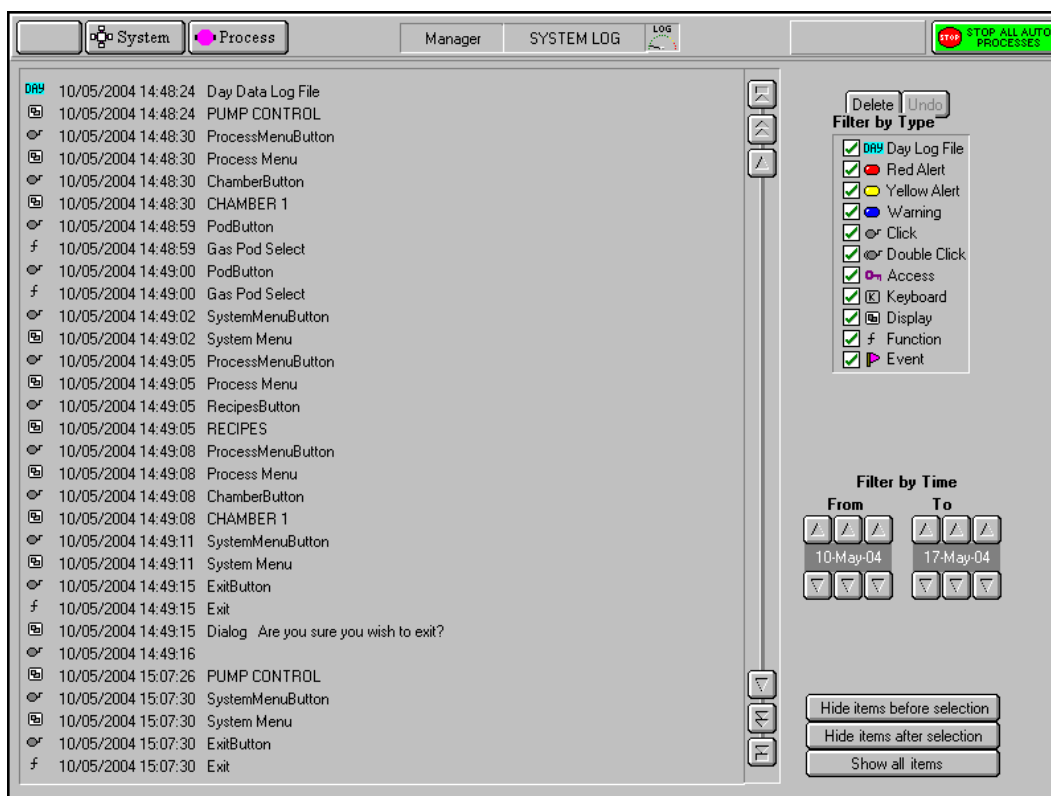 System Process Manager SYSTEM LOG LOG STOP STOP ALL AUTO PROCESSES
DAY 10/05/2004 14:48:24 Day Data Log File
10/05/2004 14:48:24 PUMP CONTROL
10/05/2004 14:48:30 ProcessMenuButton
10/05/2004 14:48:30 Process Menu
10/05/2004 14:48:30 ChamberButton
10/05/2004 14:48:30 CHAMBER 1
10/05/2004 14:48:59 PodButton
f 10/05/2004 14:48:59 Gas Pod Select
10/05/2004 14:49:00 PodButton
f 10/05/2004 14:49:00 Gas Pod Select
10/05/2004 14:49:02 SystemMenuButton
10/05/2004 14:49:02 System Menu
10/05/2004 14:49:05 ProcessMenuButton
10/05/2004 14:49:05 Process Menu
10/05/2004 14:49:05 RecipesButton
10/05/2004 14:49:05 RECIPES
10/05/2004 14:49:08 ProcessMenuButton
10/05/2004 14:49:08 Process Menu
10/05/2004 14:49:08 ChamberButton
10/05/2004 14:49:08 CHAMBER 1
10/05/2004 14:49:11 SystemMenuButton
10/05/2004 14:49:11 System Menu
10/05/2004 14:49:15 ExitButton
f 10/05/2004 14:49:15 Exit
10/05/2004 14:49:15 Dialog Are you sure you wish to exit?
10/05/2004 14:49:16
10/05/2004 15:07:26 PUMP CONTROL
10/05/2004 15:07:30 SystemMenuButton
10/05/2004 15:07:30 System Menu
10/05/2004 15:07:30 ExitButton
f 10/05/2004 15:07:30 Exit
Delete Undo
Filter by Type
DAY Day Log File
Red Alert
Yellow Alert
Warning
Click
Double Click
Access
K Keyboard
Display
f Function
Event
Filter by Time
From To
10-May-04 17-May-04
Hide items before selection
Hide items after selection
Show all items